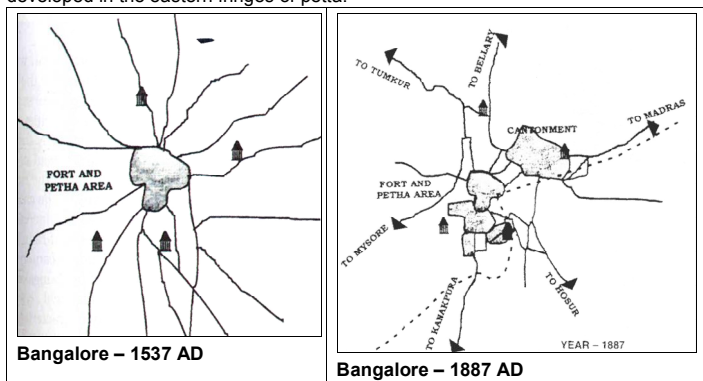 developed in the eastern fringes of petta.
FORT AND
PETHA AREA
Bangalore – 1537 AD
TO TUMKUR
TO BELLARY
TO MADRAS
CANTONMENT
FORT AND
PETHA AREA
TO MYSORE
TO KANAKPURA
TO HOSUR
YEAR – 1887
Bangalore – 1887 AD